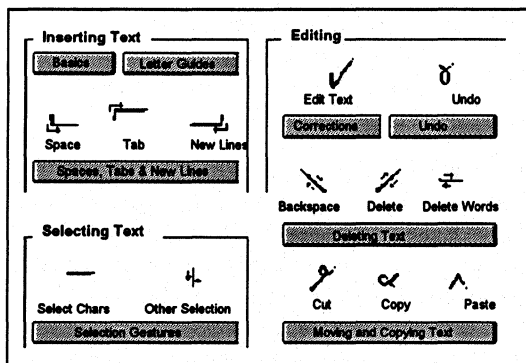 Inserting Text
Basics
Letter Guides
Space
Tab
New Lines
Spaces, Tabs & New Lines
Selecting Text
Select Chars
Other Selection
Selection Gestures
Editing
Edit Text
Undo
Corrections
Undo
Backspace
Delete
Delete Words
Deleting Text
Cut
Copy
Paste
Moving and Copying Text